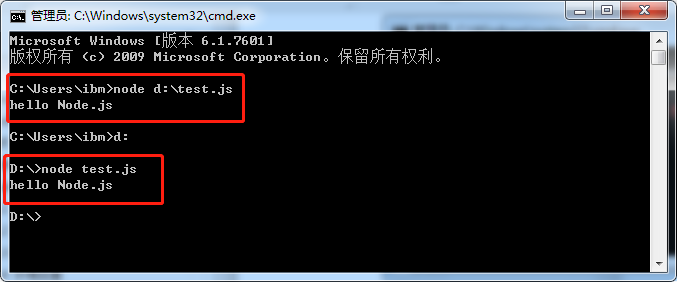 管理员: C:\Windows\system32\cmd.exe
Microsoft Windows [版本 6.1.7601]
版权所有 (c) 2009 Microsoft Corporation。保留所有权利。
C:\Users\ibm>node d:\test.js
hello Node.js
C:\Users\ibm>d:
D:\>node test.js
hello Node.js
D:\>